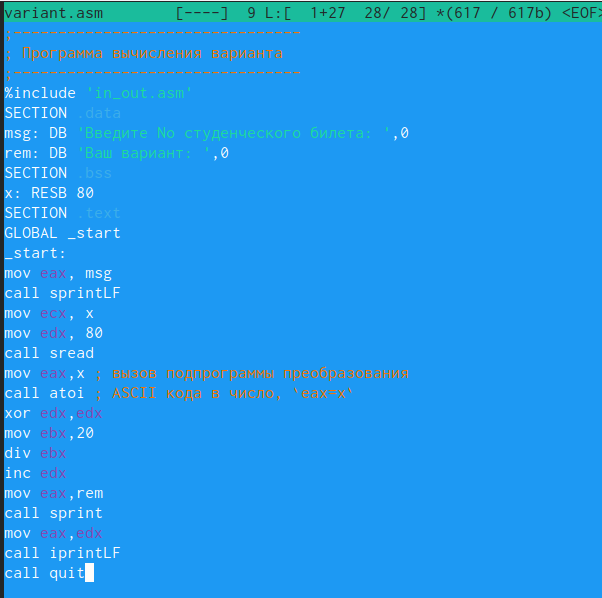 variant.asm        [----]  9 L:[  1+27  28/ 28] *(617 / 617b) <EOF>
;--------------------------------
; Программа вычисления варианта
;--------------------------------
%include 'in_out.asm'
SECTION .data
msg: DB 'Введите No студенческого билета: ',0
rem: DB 'Ваш вариант: ',0
SECTION .bss
x: RESB 80
SECTION .text
GLOBAL _start
_start:
mov eax, msg
call sprintLF
mov ecx, x
mov edx, 80
call sread
mov eax,x ; вызов подпрограммы преобразования
call atoi ; ASCII кода в число, `eax=x`
xor edx,edx
mov ebx,20
div ebx
inc edx
mov eax,rem
call sprint
mov eax,edx
call iprintLF
call quit